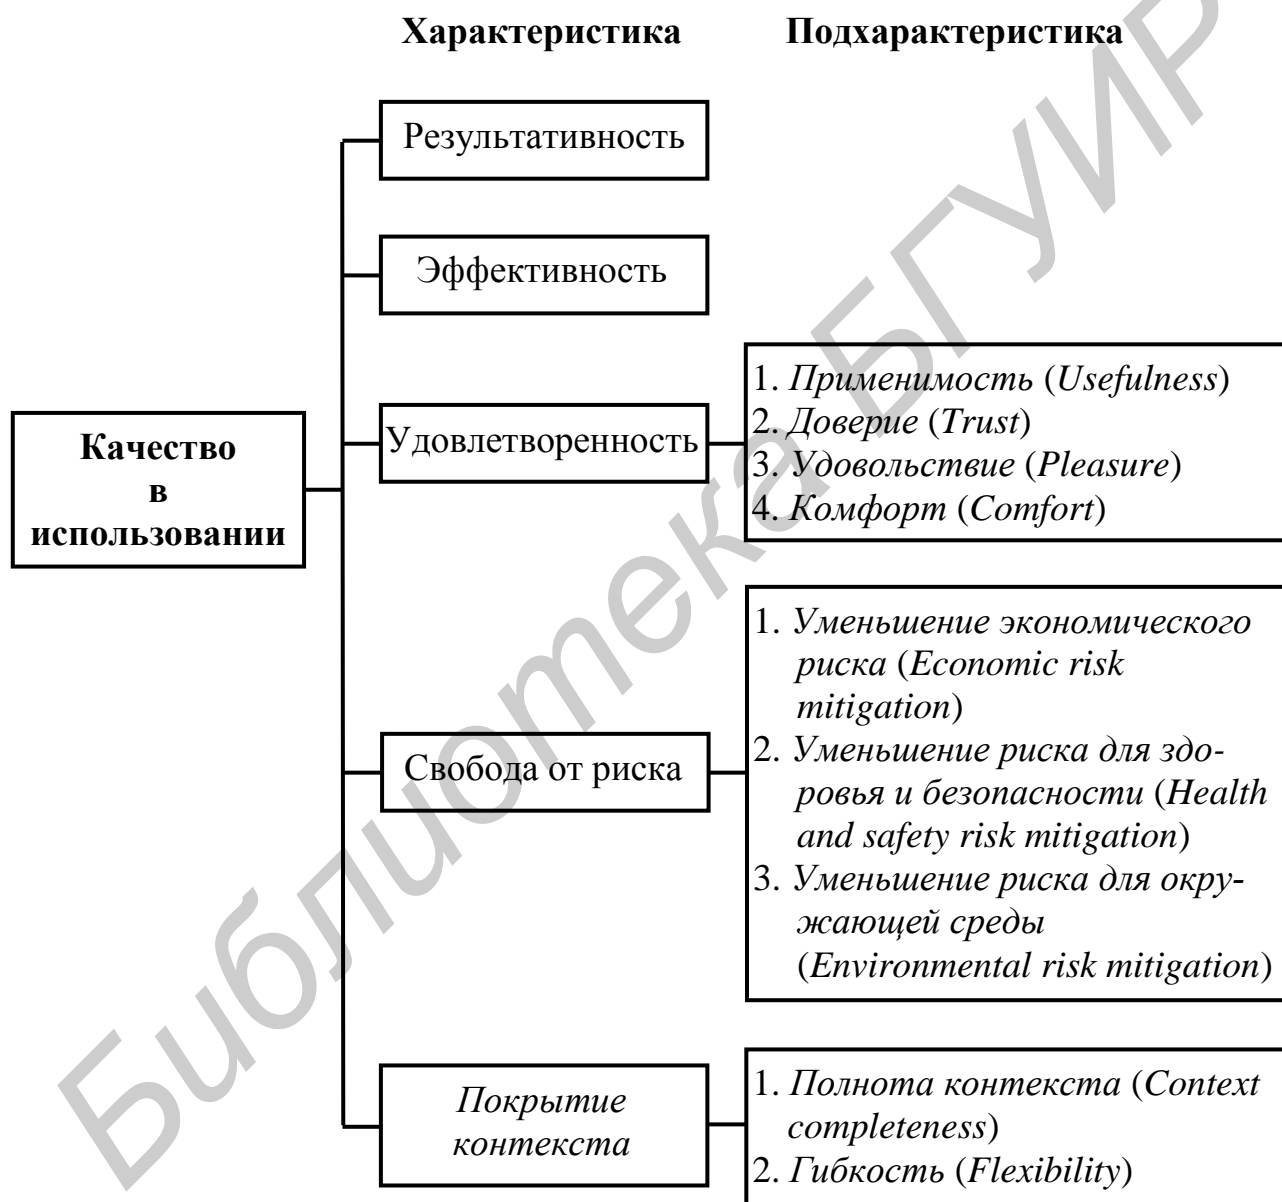 Характеристика Подхарактеристика
Результативность
Эффективность
Качество
в
использовании
Удовлетворенность
1. Применимость (Usefulness)
2. Доверие (Trust)
3. Удовольствие (Pleasure)
4. Комфорт (Comfort)
Свобода от риска
1. Уменьшение экономического
риска (Economic risk
mitigation)
2. Уменьшение риска для здо-
ровья и безопасности (Health
and safety risk mitigation)
3. Уменьшение риска для окру-
жающей среды
(Environmental risk mitigation)
Покрытие
контекста
1. Полнота контекста (Context
completeness)
2. Гибкость (Flexibility)
Библиотека БГУИР